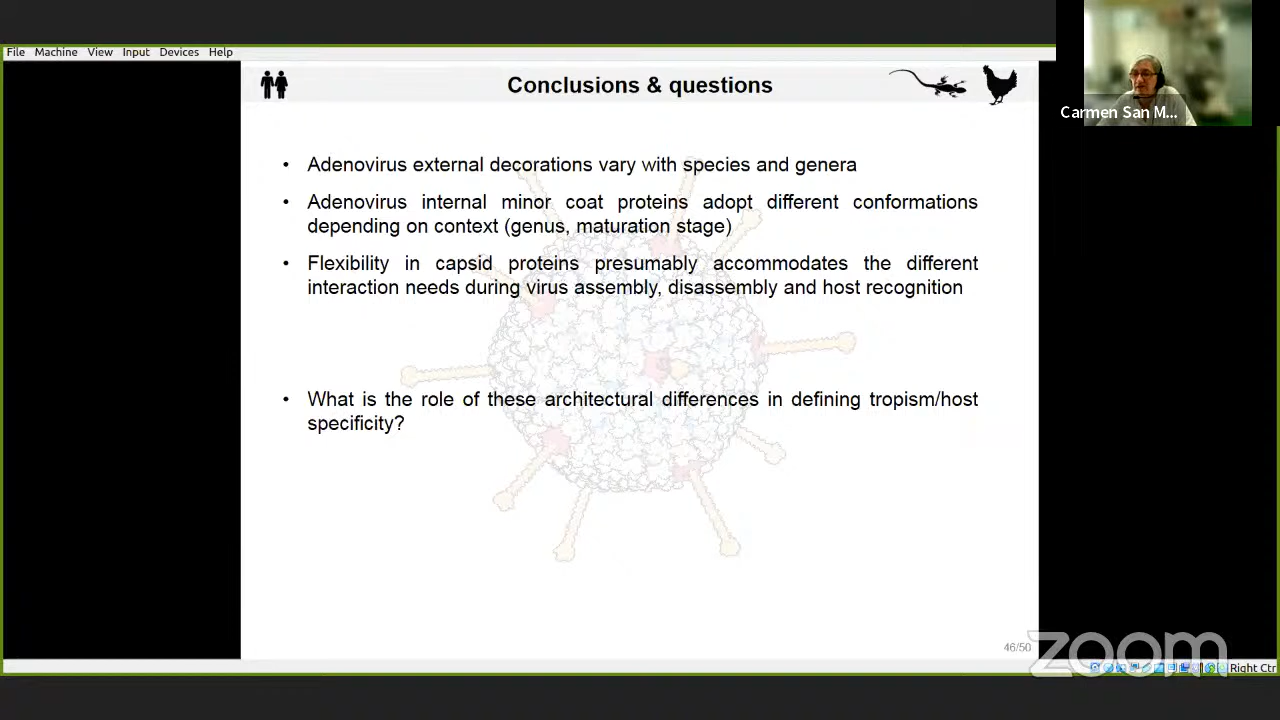 File Machine View Input Devices Help
Conclusions & questions
Carmen San M...
• Adenovirus external decorations vary with species and genera
• Adenovirus internal minor coat proteins adopt different conformations
depending on context (genus, maturation stage)
• Flexibility in capsid proteins presumably accommodates the different
interaction needs during virus assembly, disassembly and host recognition
• What is the role of these architectural differences in defining tropism/host
specificity?
46/50
zoom
Right Ctrl